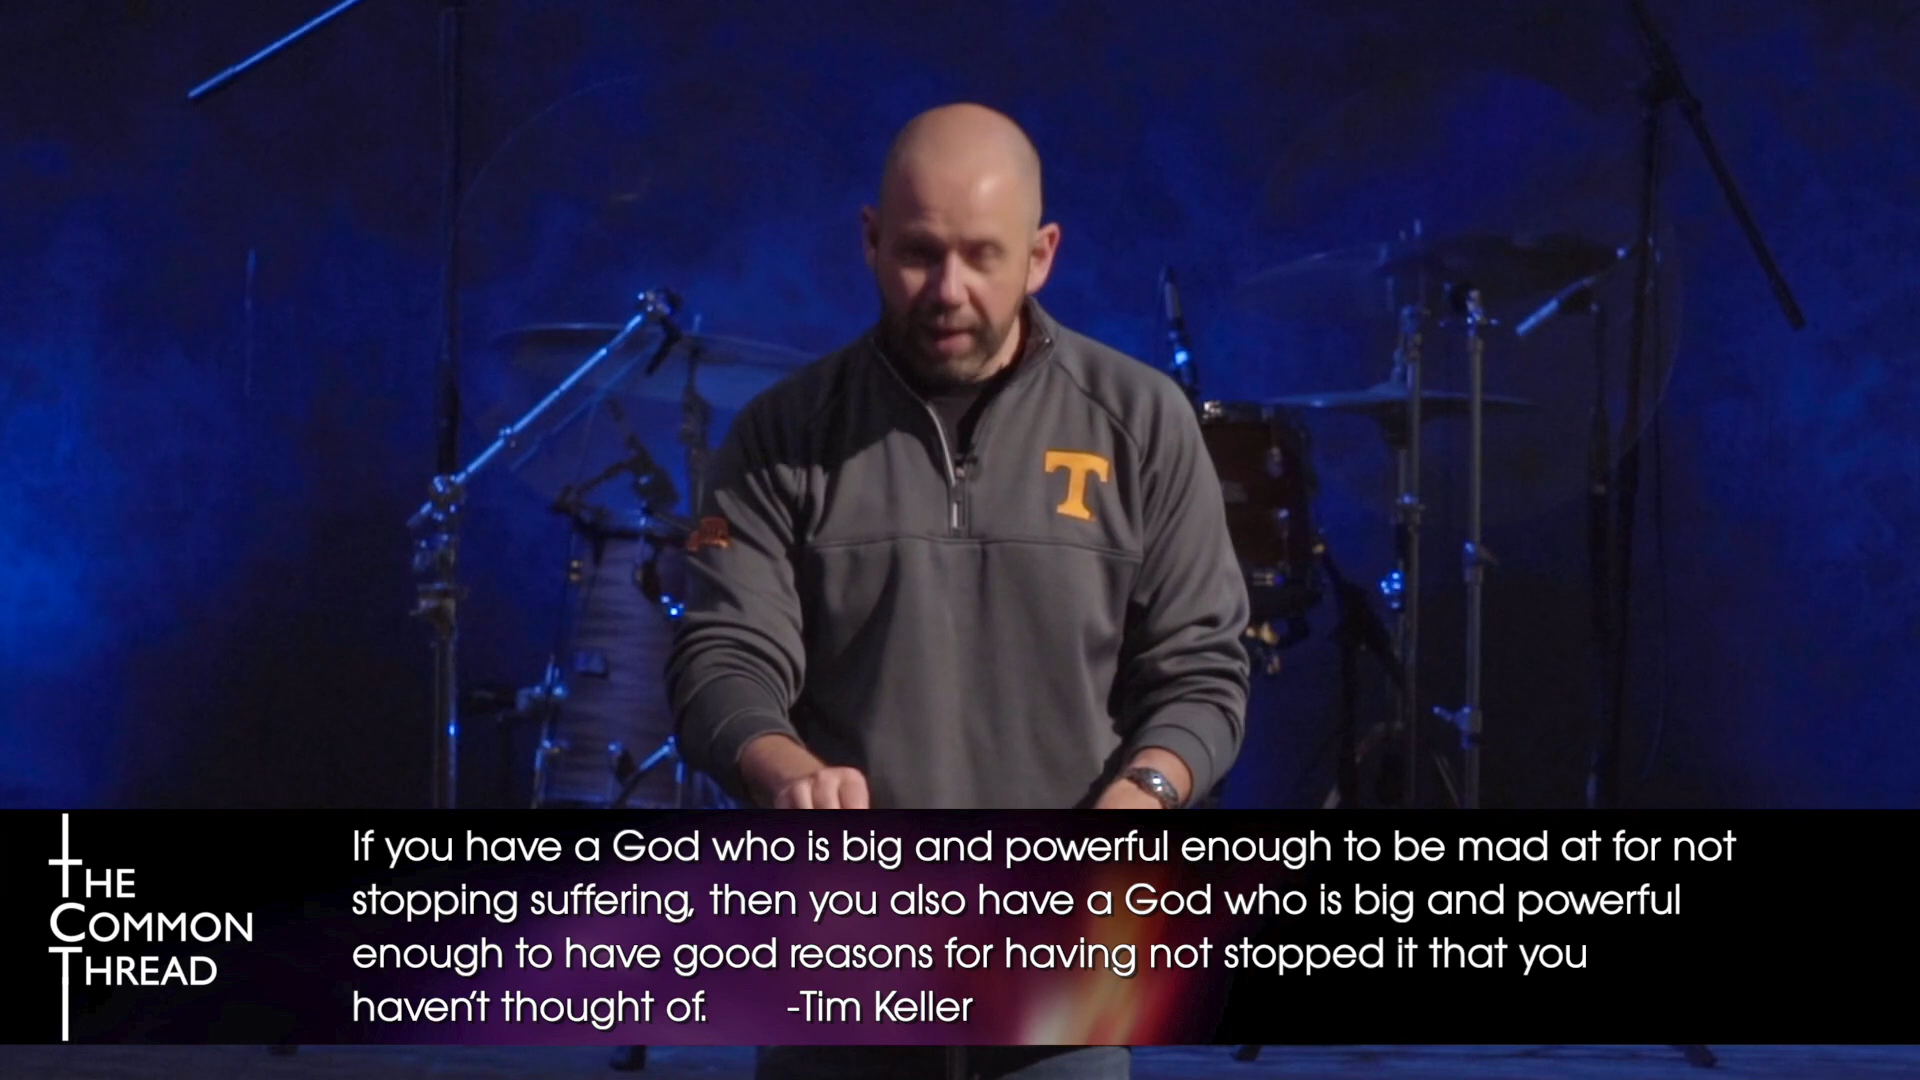 T
THE
COMMON
THREAD
If you have a God who is big and powerful enough to be mad at for not
stopping suffering, then you also have a God who is big and powerful
enough to have good reasons for having not stopped it that you
haven't thought of. -Tim Keller